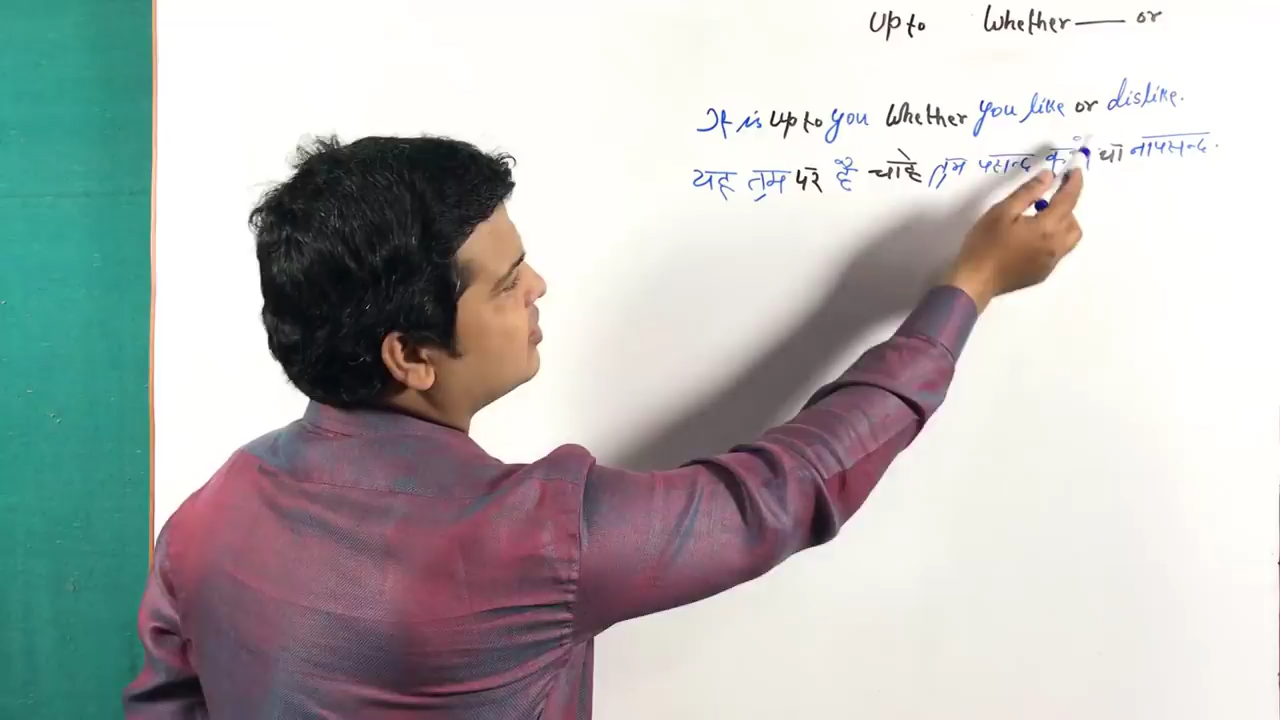 Up to Whether —— or
It is up to you whether you like or dislike.
यह तुम पर है चाहे तुम पसन्द या नापसन्द.